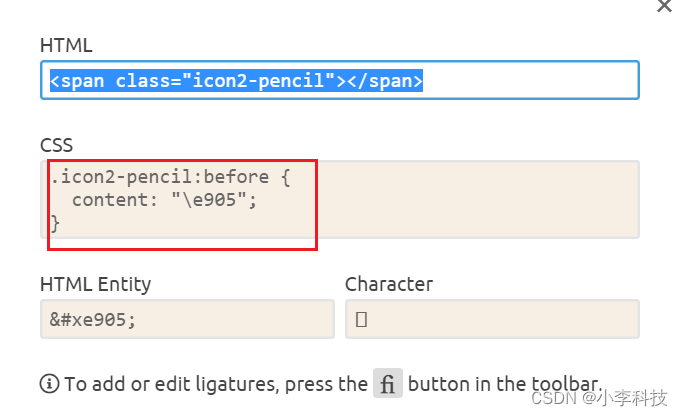 HTML
<span class="icon2-pencil"></span>
CSS
.icon2-pencil:before {
  content: "\e905";
}
HTML Entity
Character
&#xe905;
To add or edit ligatures, press the fi button in the toolbar.
CSDN @小李科技